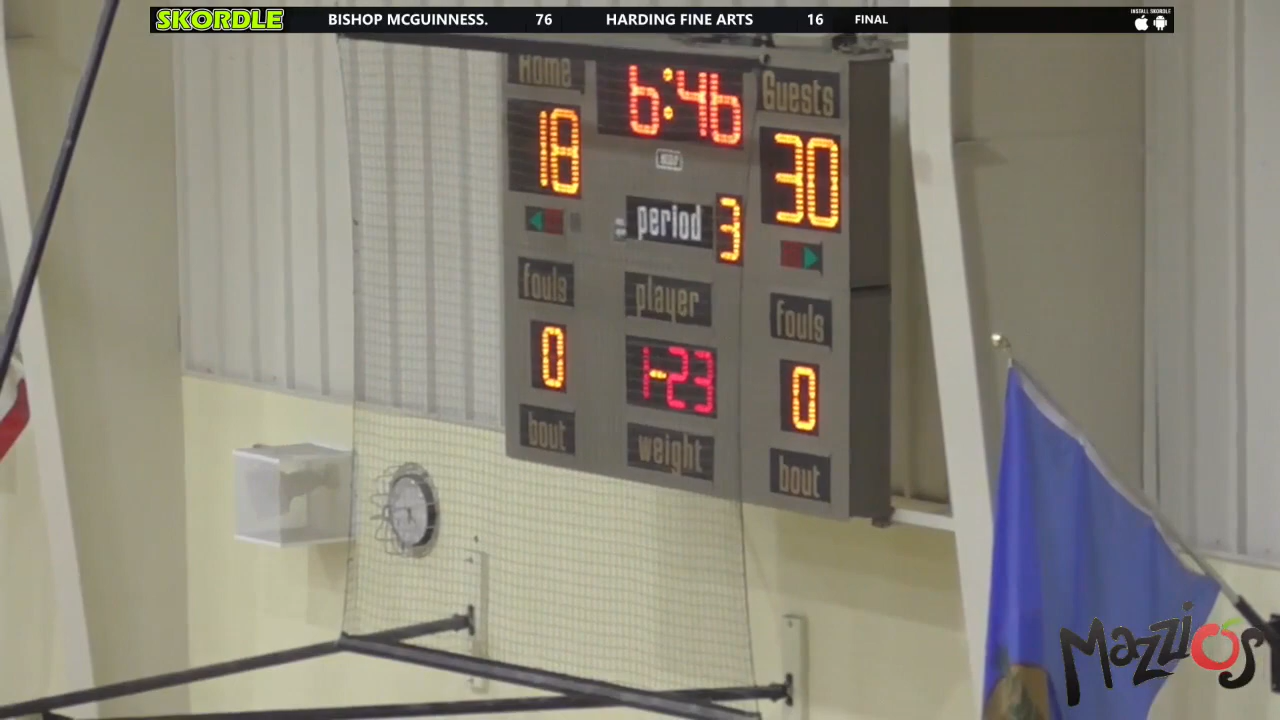 SKORDLE BISHOP MCGUINNESS. 76 HARDING FINE ARTS 16 FINAL
INSTALL SKORDLE
Home 6:46 Guests
18 30
period 3
fouls player fouls
0 1-23 0
bout weight bout
Mazzio's